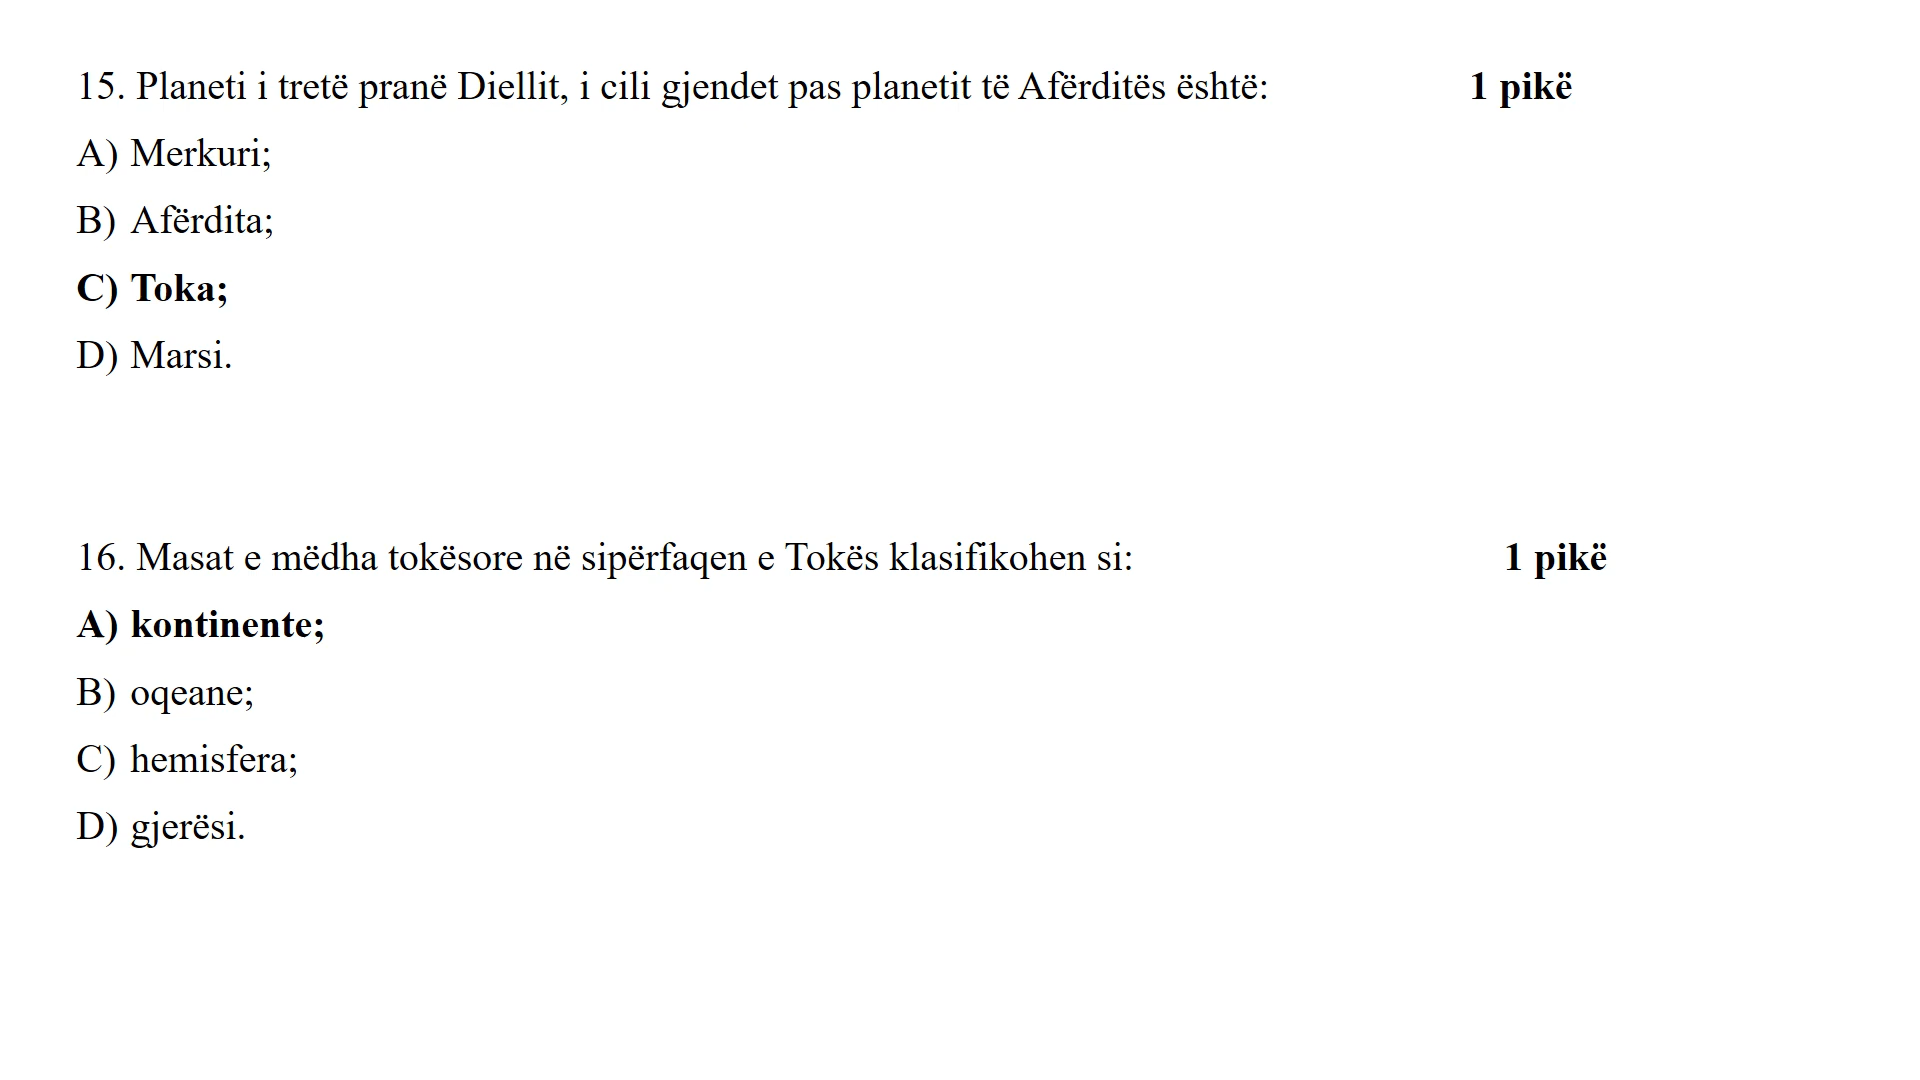 15. Planeti i tretë pranë Diellit, i cili gjendet pas planetit të Afërditës është: 1 pikë
A) Merkuri;
B) Afërdita;
C) Toka;
D) Marsi.
16. Masat e mëdha tokësore në sipërfaqen e Tokës klasifikohen si: 1 pikë
A) kontinente;
B) oqeane;
C) hemisfera;
D) gjerësi.